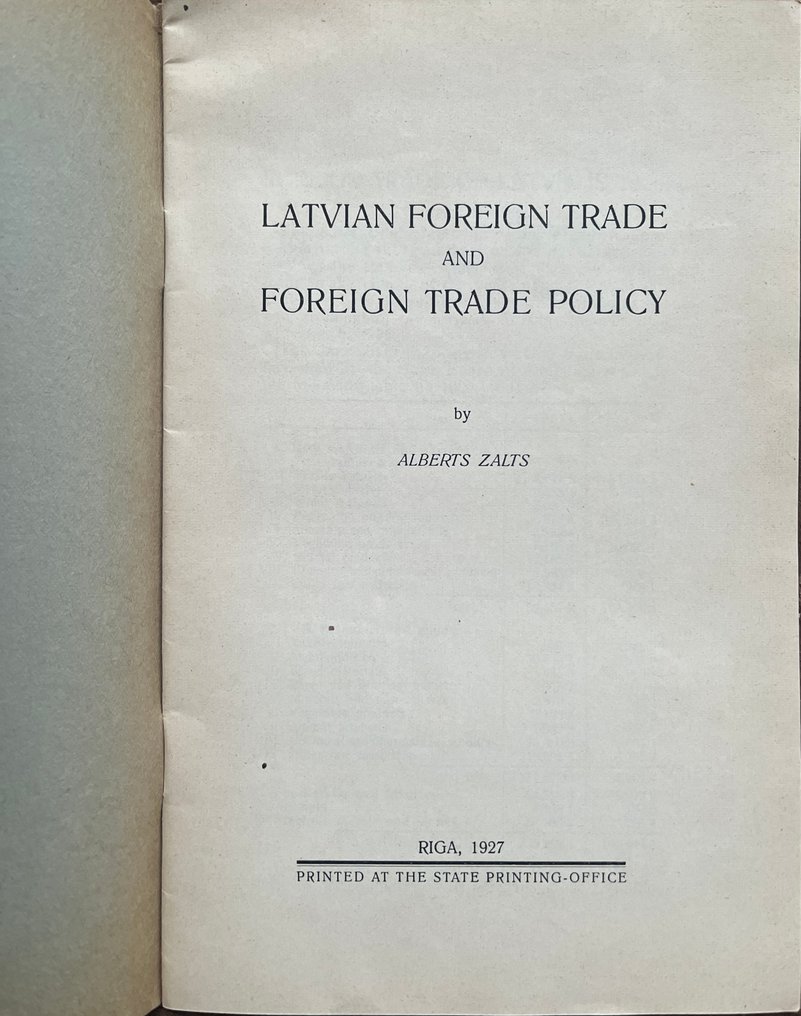 LATVIAN FOREIGN TRADE
AND
FOREIGN TRADE POLICY
by
ALBERTS ZALTS
RIGA, 1927
PRINTED AT THE STATE PRINTING-OFFICE